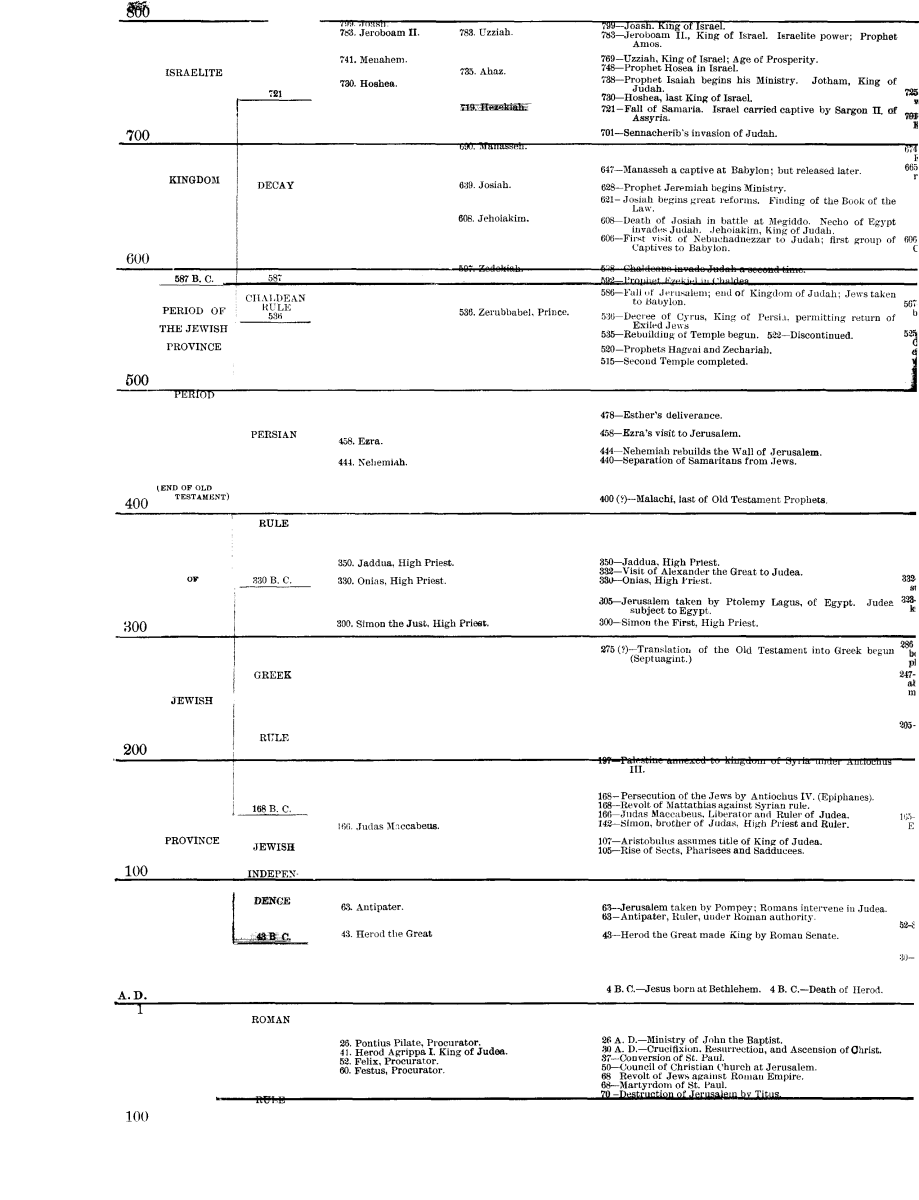 800
799. Joash.
799—Joash. King of Israel.
783. Jeroboam II.
783. Uzziah.
783—Jeroboam II., King of Israel. Israelite power; Prophet
Amos.
741. Menahem.
769—Uzziah, King of Israel; Age of Prosperity.
748—Prophet Hosea in Israel.
ISRAELITE
735. Ahaz.
738—Prophet Isaiah begins his Ministry. Jotham, King of
Judah.
730. Hoshea.
730—Hoshea, last King of Israel.
721
719. Hezekiah.
721—Fall of Samaria. Israel carried captive by Sargon II. of
Assyria.
725
701—Sennacherib's invasion of Judah.
700
690. Manasseh.
674
647—Manasseh a captive at Babylon; but released later.
665
KINGDOM
DECAY
639. Josiah.
628—Prophet Jeremiah begins Ministry.
621—Josiah begins great reforms. Finding of the Book of the
Law.
608. Jehoiakim.
608—Death of Josiah in battle at Megiddo. Necho of Egypt
invades Judah. Jehoiakim, King of Judah.
606—First visit of Nebuchadnezzar to Judah; first group of
Captives to Babylon.
606
600
597. Zedekiah.
598—Chaldeans invade Judah a second time.
587 B. C.
587
592—Prophet Ezekiel in Chaldea
CHALDEAN
RULE
536
586—Fall of Jerusalem; end of Kingdom of Judah; Jews taken
to Babylon.
567
PERIOD OF
THE JEWISH
PROVINCE
536. Zerubbabel, Prince.
536—Decree of Cyrus, King of Persia, permitting return of
Exiled Jews
535—Rebuilding of Temple begun. 522—Discontinued.
525
520—Prophets Haggai and Zechariah.
515—Second Temple completed.
500
PERIOD
478—Esther's deliverance.
PERSIAN
458. Ezra.
458—Ezra's visit to Jerusalem.
444. Nehemiah.
444—Nehemiah rebuilds the Wall of Jerusalem.
440—Separation of Samaritans from Jews.
(END OF OLD
TESTAMENT)
400 (?)—Malachi, last of Old Testament Prophets.
400
RULE
350. Jaddua, High Priest.
350—Jaddua, High Priest.
332—Visit of Alexander the Great to Judea.
OF
330 B. C.
330. Onias, High Priest.
330—Onias, High Priest.
332
305—Jerusalem taken by Ptolemy Lagus, of Egypt. Judea
subject to Egypt.
323-
300
300. Simon the Just, High Priest.
300—Simon the First, High Priest.
275 (?)—Translation of the Old Testament into Greek begun
(Septuagint.)
286
GREEK
247-
JEWISH
205-
RULE
200
197—Palestine annexed to kingdom of Syria under Antiochus
III.
168—Persecution of the Jews by Antiochus IV. (Epiphanes).
168—Revolt of Mattathias against Syrian rule.
168 B. C.
166. Judas Maccabeus.
166—Judas Maccabeus, Liberator and Ruler of Judea.
142—Simon, brother of Judas, High Priest and Ruler.
165-
PROVINCE
JEWISH
107—Aristobulus assumes title of King of Judea.
105—Rise of Sects, Pharisees and Sadducees.
100
INDEPEN-
DENCE
63. Antipater.
63—Jerusalem taken by Pompey; Romans intervene in Judea.
63—Antipater, Ruler, under Roman authority.
43 B. C.
43. Herod the Great
43—Herod the Great made King by Roman Senate.
30—
4 B. C.—Jesus born at Bethlehem. 4 B. C.—Death of Herod.
A. D.
1
ROMAN
26. Pontius Pilate, Procurator.
41. Herod Agrippa I. King of Judea.
52. Felix, Procurator.
60. Festus, Procurator.
26 A. D.—Ministry of John the Baptist.
30 A. D.—Crucifixion, Resurrection, and Ascension of Christ.
37—Conversion of St. Paul.
50—Council of Christian Church at Jerusalem.
68 Revolt of Jews against Roman Empire.
68—Martyrdom of St. Paul.
70—Destruction of Jerusalem by Titus.
RULE
100